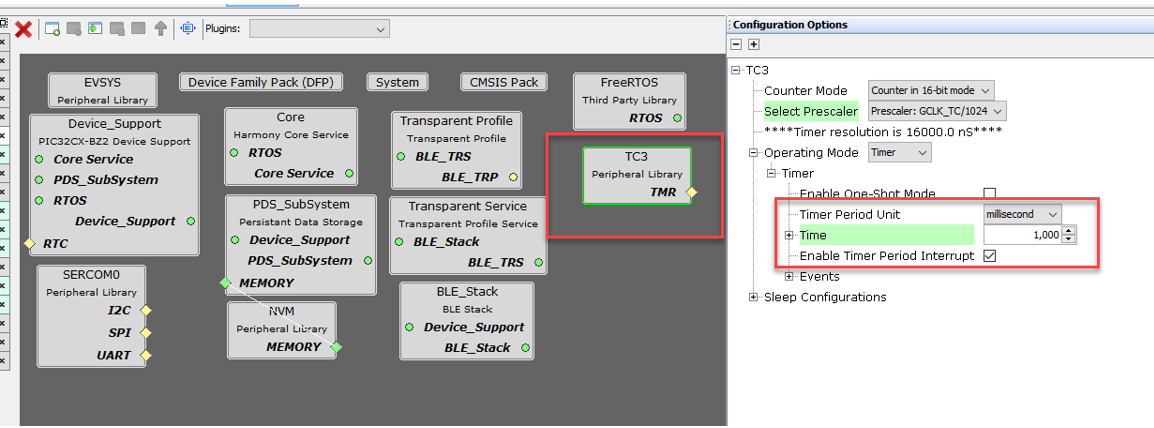 Plugins:
EVSYS
Peripheral Library
Device Family Pack (DFP)
System
CMSIS Pack
FreeRTOS
Third Party Library
RTOS
Device_Support
PIC32CX-BZ2 Device Support
Core Service
PDS_SubSystem
RTOS
Device_Support
RTC
Core
Harmony Core Service
RTOS
Core Service
Transparent Profile
Transparent Profile
BLE_TRS
BLE_TRP
TC3
Peripheral Library
TMR
PDS_SubSystem
Persistant Data Storage
Device_Support
PDS_SubSystem
MEMORY
Transparent Service
Transparent Profile Service
BLE_Stack
BLE_TRS
SERCOM0
Peripheral Library
I2C
SPI
UART
NVM
Peripheral Library
MEMORY
BLE_Stack
BLE Stack
Device_Support
BLE_Stack
Configuration Options
TC3
Counter Mode Counter in 16-bit mode
Select Prescaler Prescaler: GCLK_TC/1024
****Timer resolution is 16000.0 nS****
Operating Mode Timer
Timer
Enable One-Shot Mode
Timer Period Unit millisecond
Time 1,000
Enable Timer Period Interrupt
Events
Sleep Configurations